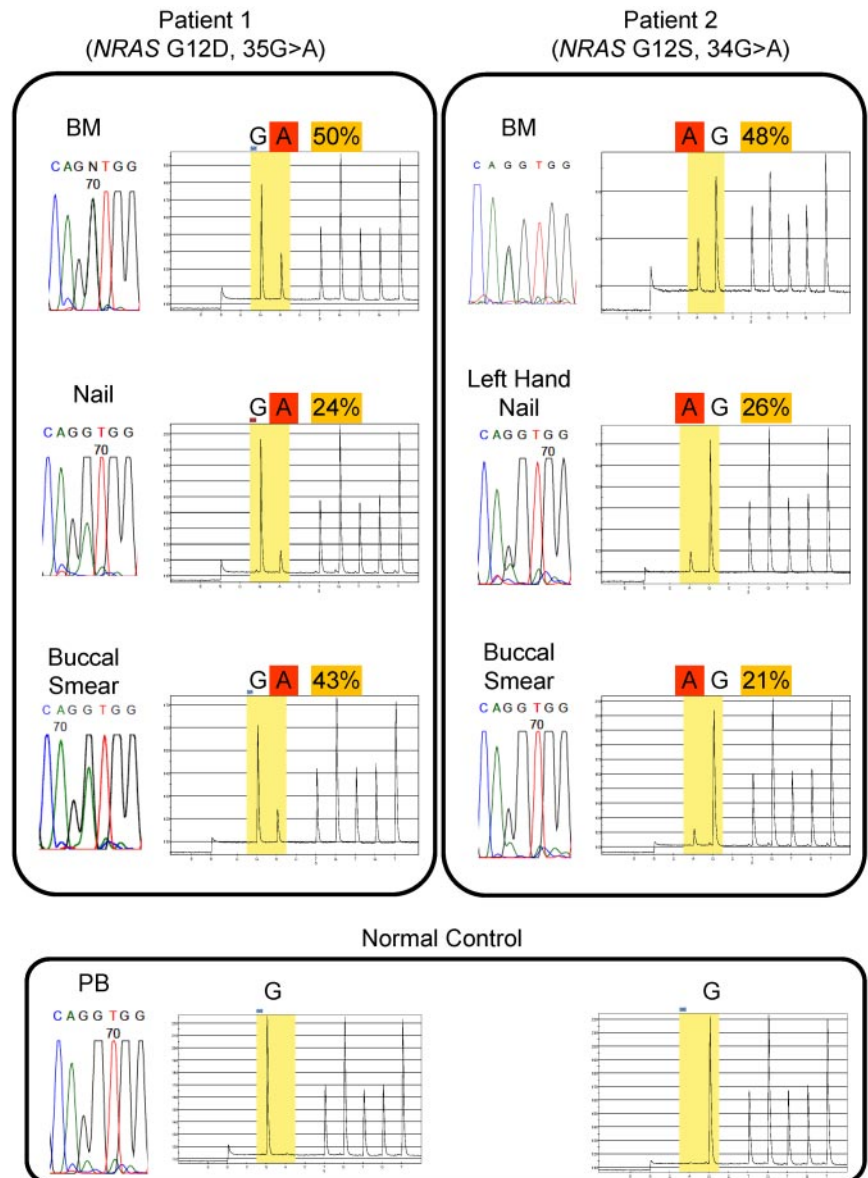 Patient 1
(NRAS G12D, 35G>A)
BM
G A 50%
CAGNTGG
70
Nail
G A 24%
CAGGTGG
70
Buccal
Smear
G A 43%
CAGGTGG
70
Patient 2
(NRAS G12S, 34G>A)
BM
A G 48%
CAGGTGG
Left Hand
Nail
A G 26%
CAGGTGG
70
Buccal
Smear
A G 21%
CAGGTGG
70
Normal Control
PB
G
CAGGTGG
70
G